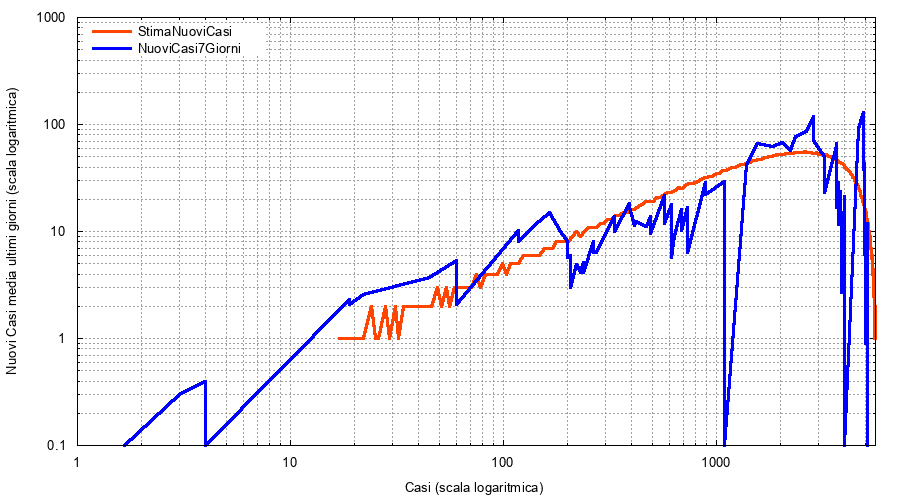 1000
100
10
1
0.1
StimaNuoviCasi
NuoviCasi7Giorni
Nuovi Casi media ultimi giorni (scala logaritmica)
1 10 100 1000
Casi (scala logaritmica)